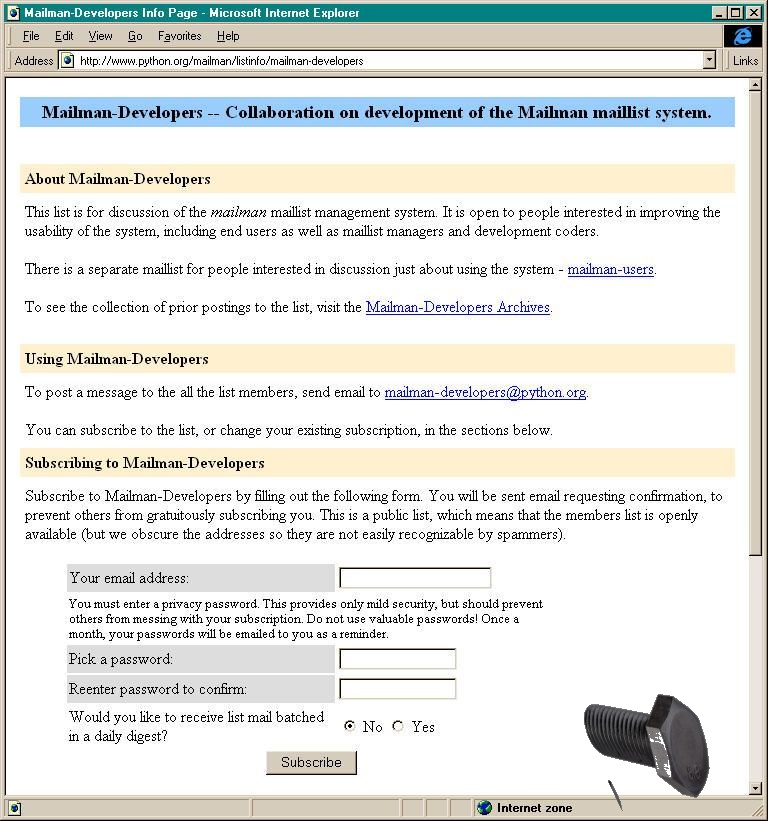 Mailman-Developers Info Page - Microsoft Internet Explorer
File Edit View Go Favorites Help
Address http://www.python.org/mailman/listinfo/mailman-developers Links
Mailman-Developers -- Collaboration on development of the Mailman maillist system.
About Mailman-Developers
This list is for discussion of the mailman maillist management system. It is open to people interested in improving the
usability of the system, including end users as well as maillist managers and development coders.
There is a separate maillist for people interested in discussion just about using the system - mailman-users.
To see the collection of prior postings to the list, visit the Mailman-Developers Archives.
Using Mailman-Developers
To post a message to the all the list members, send email to mailman-developers@python.org.
You can subscribe to the list, or change your existing subscription, in the sections below.
Subscribing to Mailman-Developers
Subscribe to Mailman-Developers by filling out the following form. You will be sent email requesting confirmation, to
prevent others from gratuitously subscribing you. This is a public list, which means that the members list is openly
available (but we obscure the addresses so they are not easily recognizable by spammers).
Your email address:
You must enter a privacy password. This provides only mild security, but should prevent
others from messing with your subscription. Do not use valuable passwords! Once a
month, your passwords will be emailed to you as a reminder.
Pick a password:
Reenter password to confirm:
Would you like to receive list mail batched
in a daily digest?
No Yes
Subscribe
Internet zone